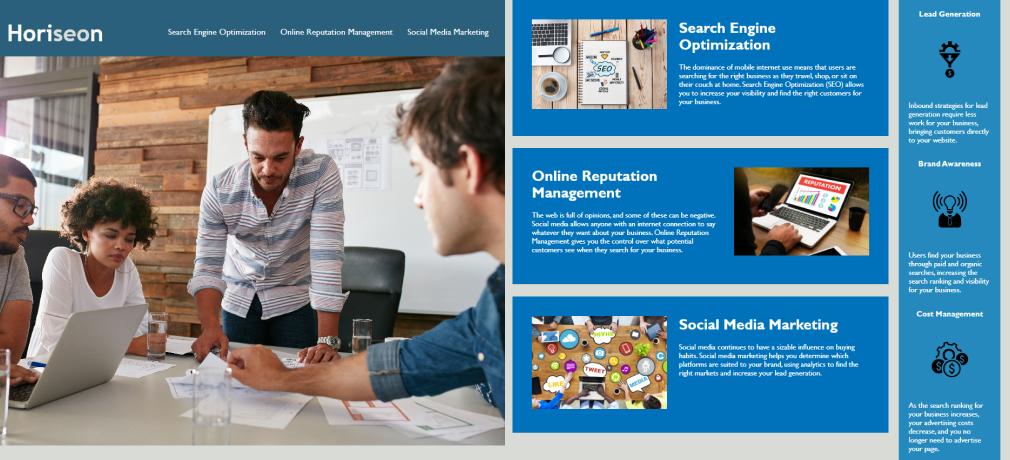 Horiseon
Search Engine Optimization
Online Reputation Management
Social Media Marketing
SEO
Search Engine
Optimization
The dominance of mobile internet use means that users are
searching for the right business as they travel, shop, or sit on
their couch at home. Search Engine Optimization (SEO) allows
you to increase your visibility and find the right customers for
your business.
Online Reputation
Management
The web is full of opinions, and some of these can be negative.
Social media allows anyone with an internet connection to say
whatever they want about your business. Online Reputation
Management gives you the control over what potential
customers see when they search for your business.
REPUTATION
LIKE
TWEET
MEDIA
Social Media Marketing
Social media continues to have a sizable influence on buying
habits. Social media marketing helps you determine which
platforms are suited to your brand, using analytics to find the
right markets and increase your lead generation.
Lead Generation
Inbound strategies for lead
generation require less
work for your business,
bringing customers directly
to your website.
Brand Awareness
Users find your business
through paid and organic
searches, increasing the
search ranking and visibility
for your business.
Cost Management
As the search ranking for
your business increases,
your advertising costs
decrease, and you no
longer need to advertise
your page.